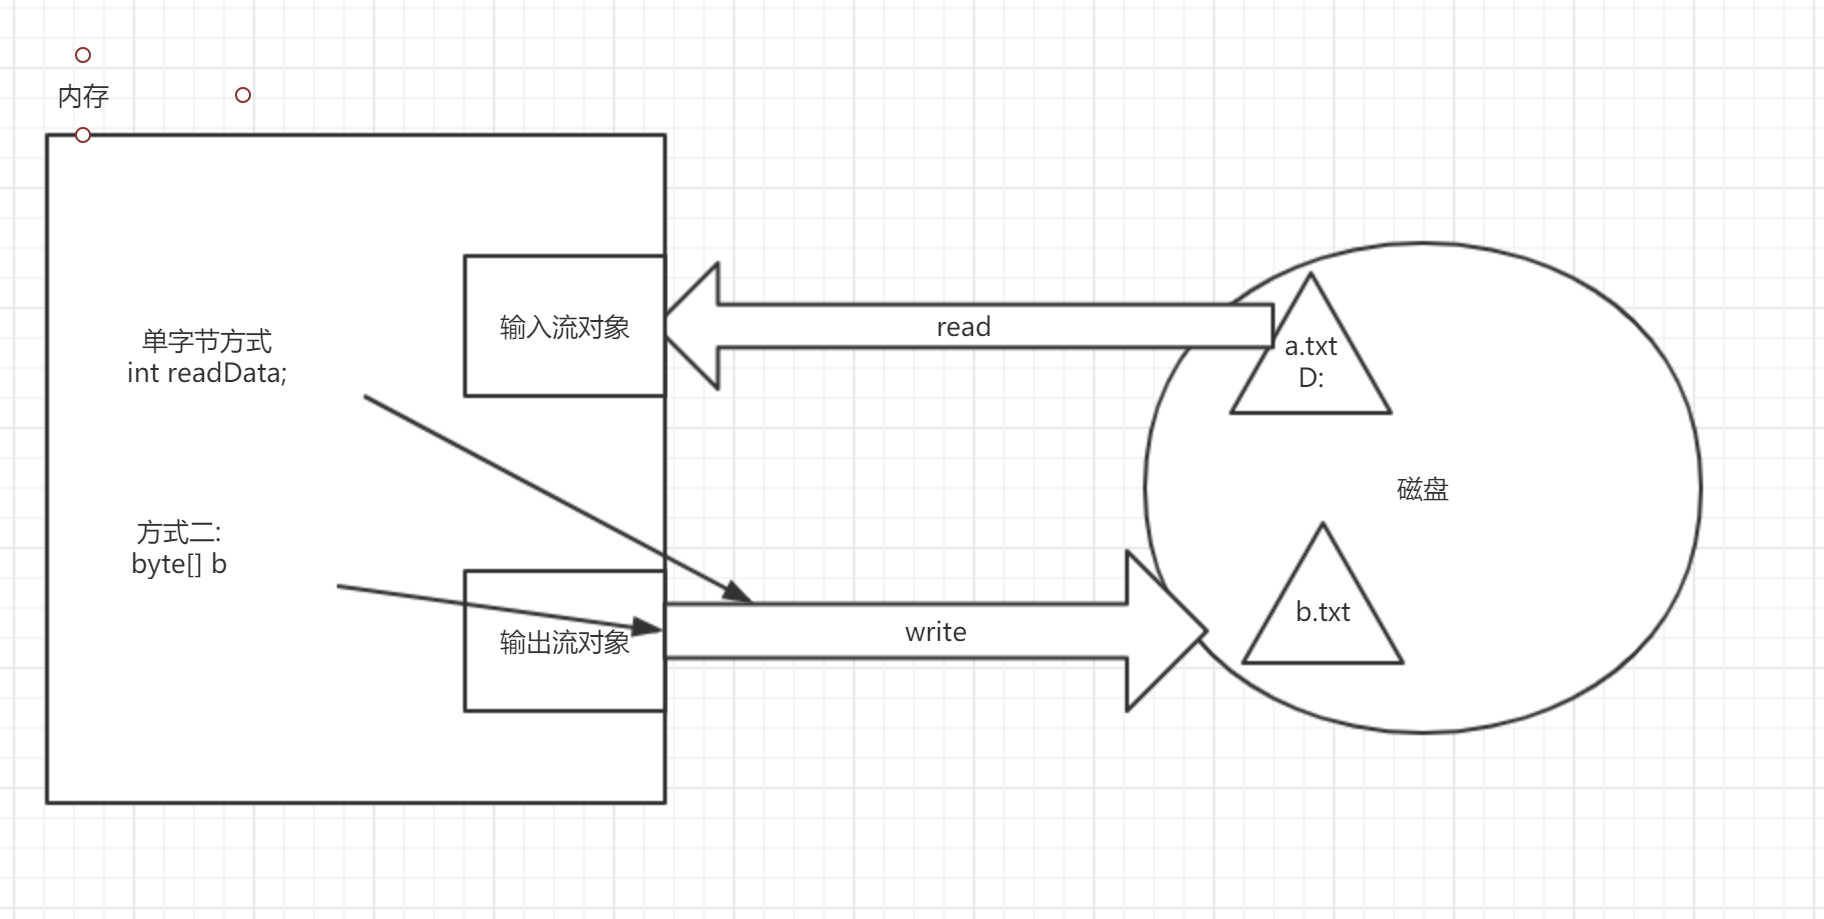 内存
输入流对象
read
单字节方式
int readData;
a.txt
D:
磁盘
方式二:
byte[] b
b.txt
输出流对象
write